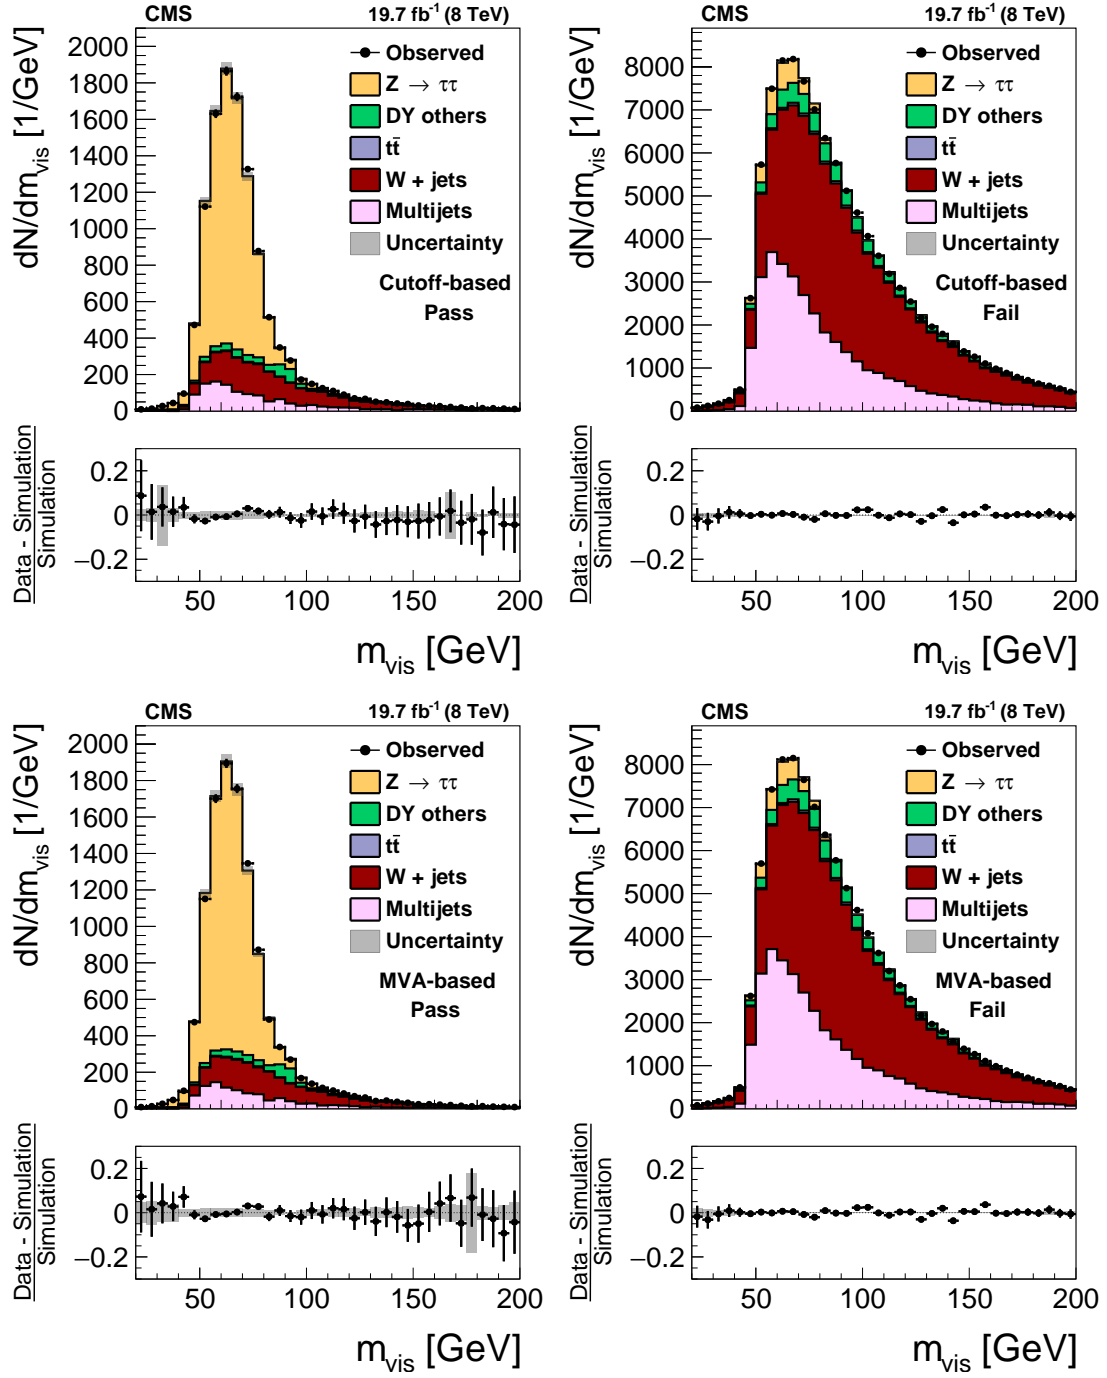 CMS 19.7 fb⁻¹ (8 TeV)
dN/dm_vis [1/GeV]
2000
1800
1600
1400
1200
1000
800
600
400
200
0
Observed
Z → ττ
DY others
tt̄
W + jets
Multijets
Uncertainty
Cutoff-based
Pass
Data - Simulation
Simulation
0.2
0
−0.2
50 100 150 200
m_vis [GeV]
CMS 19.7 fb⁻¹ (8 TeV)
dN/dm_vis [1/GeV]
8000
7000
6000
5000
4000
3000
2000
1000
0
Observed
Z → ττ
DY others
tt̄
W + jets
Multijets
Uncertainty
Cutoff-based
Fail
Data - Simulation
Simulation
0.2
0
−0.2
50 100 150 200
m_vis [GeV]
CMS 19.7 fb⁻¹ (8 TeV)
dN/dm_vis [1/GeV]
2000
1800
1600
1400
1200
1000
800
600
400
200
0
Observed
Z → ττ
DY others
tt̄
W + jets
Multijets
Uncertainty
MVA-based
Pass
Data - Simulation
Simulation
0.2
0
−0.2
50 100 150 200
m_vis [GeV]
CMS 19.7 fb⁻¹ (8 TeV)
dN/dm_vis [1/GeV]
8000
7000
6000
5000
4000
3000
2000
1000
0
Observed
Z → ττ
DY others
tt̄
W + jets
Multijets
Uncertainty
MVA-based
Fail
Data - Simulation
Simulation
0.2
0
−0.2
50 100 150 200
m_vis [GeV]